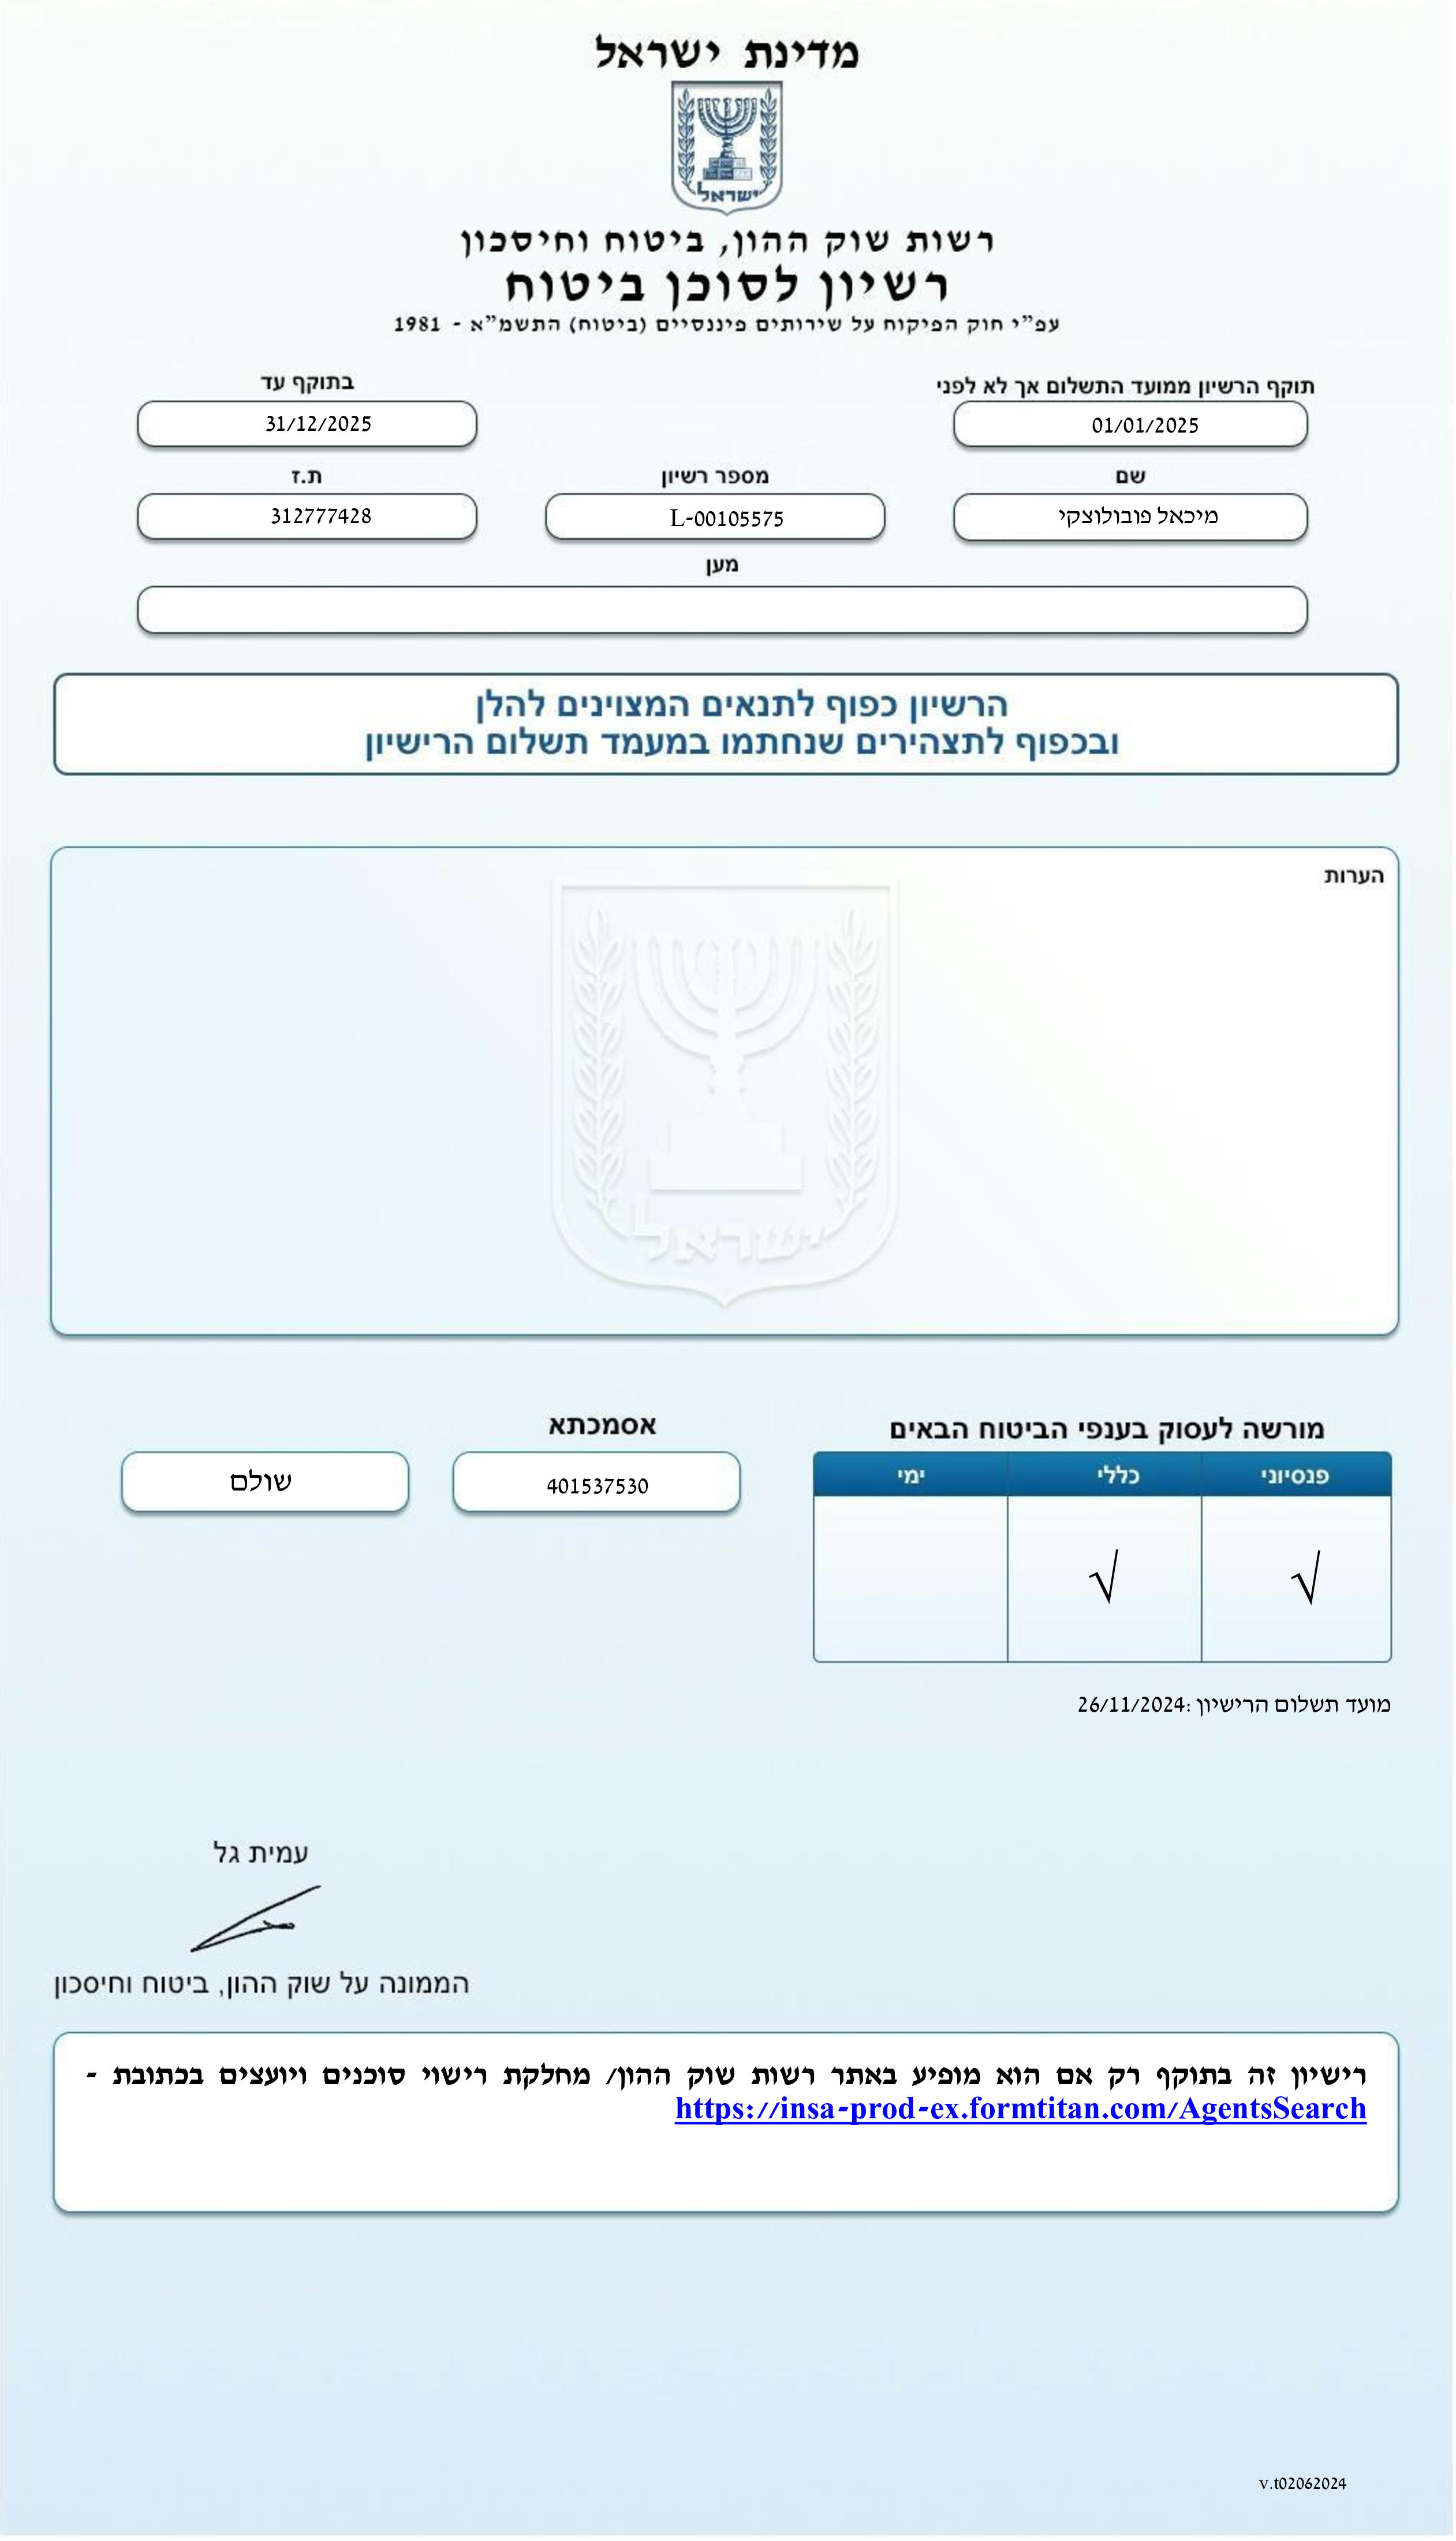 מדינת ישראל
ישראל
רשות שוק ההון, ביטוח וחיסכון
רשיון לסוכן ביטוח
עפ"י חוק הפיקוח על שירותים פיננסיים (ביטוח) התשמ"א - 1981
תוקף הרשיון ממועד התשלום אך לא לפני
בתוקף עד
01/01/2025
31/12/2025
שם
מספר רשיון
ת.ז
מיכאל פובולוצקי
L-00105575
312777428
מען
הרשיון כפוף לתנאים המצוינים להלן
ובכפוף לתצהירים שנחתמו במעמד תשלום הרישיון
הערות
ישראל
מורשה לעסוק בענפי הביטוח הבאים
אסמכתא
פנסיוני
כללי
ימי
401537530
שולם
√ √
מועד תשלום הרישיון: 26/11/2024
עמית גל
הממונה על שוק ההון, ביטוח וחיסכון
רישיון זה בתוקף רק אם הוא מופיע באתר רשות שוק ההון/ מחלקת רישוי סוכנים ויועצים בכתובת -
https://insa-prod-ex.formtitan.com/AgentsSearch
v.t02062024